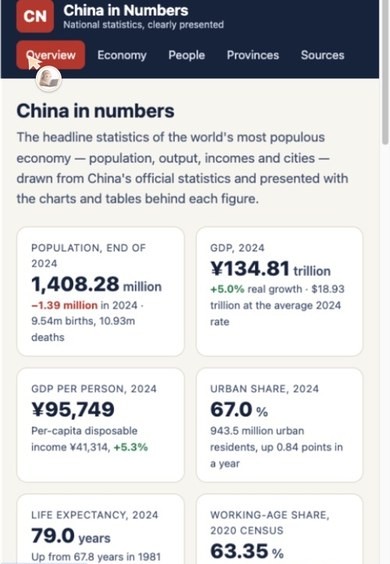 CN
China in Numbers
National statistics, clearly presented
Overview Economy People Provinces Sources
China in numbers
The headline statistics of the world's most populous
economy — population, output, incomes and cities —
drawn from China's official statistics and presented with
the charts and tables behind each figure.
POPULATION, END OF
2024
1,408.28 million
−1.39 million in 2024 ·
9.54m births, 10.93m
deaths
GDP, 2024
¥134.81 trillion
+5.0% real growth · $18.93
trillion at the average 2024
rate
GDP PER PERSON, 2024
¥95,749
Per-capita disposable
income ¥41,314, +5.3%
URBAN SHARE, 2024
67.0 %
943.5 million urban
residents, up 0.84 points in
a year
LIFE EXPECTANCY, 2024
79.0 years
Up from 67.8 years in 1981
WORKING-AGE SHARE,
2020 CENSUS
63.35 %